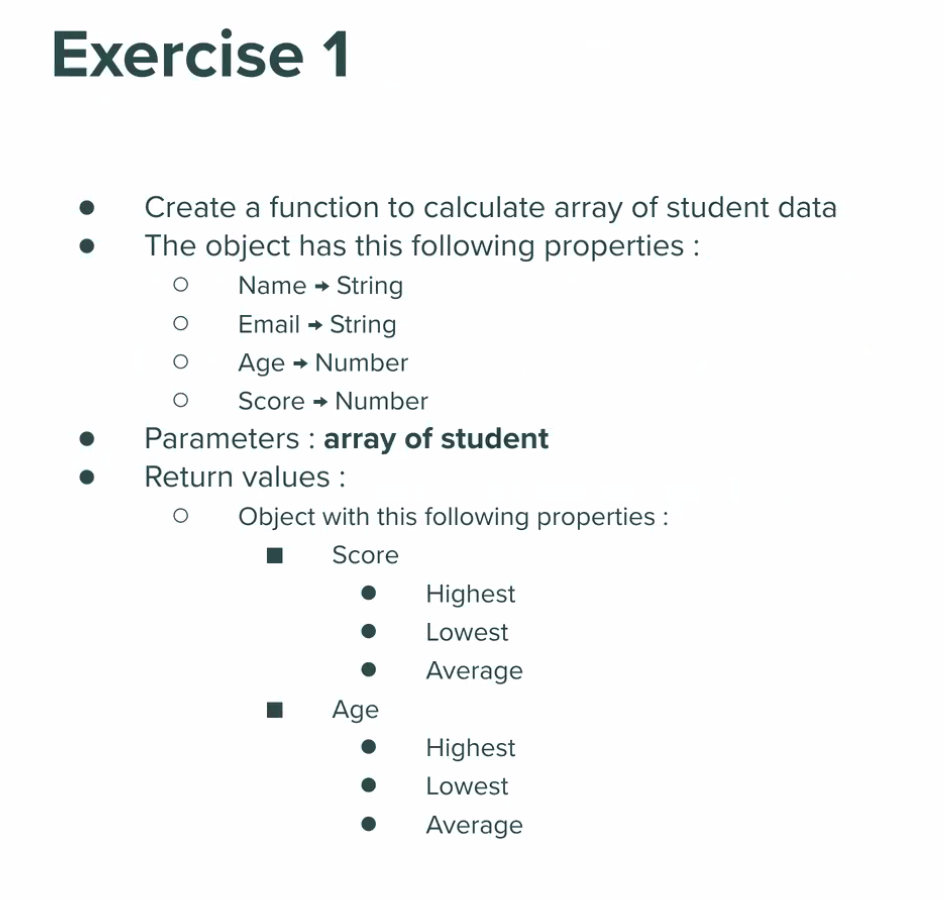 Exercise 1
● Create a function to calculate array of student data
● The object has this following properties :
○ Name → String
○ Email → String
○ Age → Number
○ Score → Number
● Parameters : array of student
● Return values :
○ Object with this following properties :
■ Score
● Highest
● Lowest
● Average
■ Age
● Highest
● Lowest
● Average